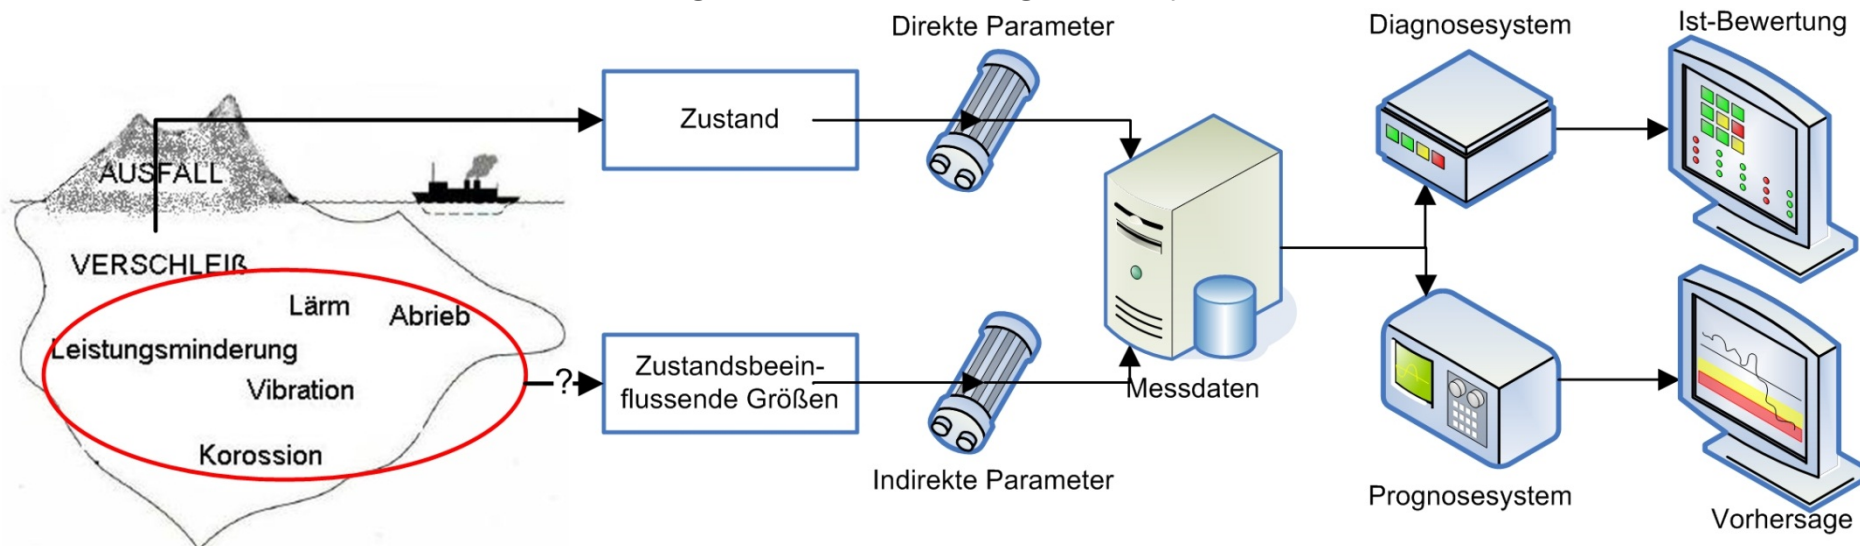 Direkte Parameter
Diagnosesystem
Ist-Bewertung
Zustand
AUSFALL
VERSCHLEIß
Lärm
Abrieb
Leistungsminderung
Vibration
Korossion
?
Zustandsbeein-
flussende Größen
Messdaten
Indirekte Parameter
Prognosesystem
Vorhersage